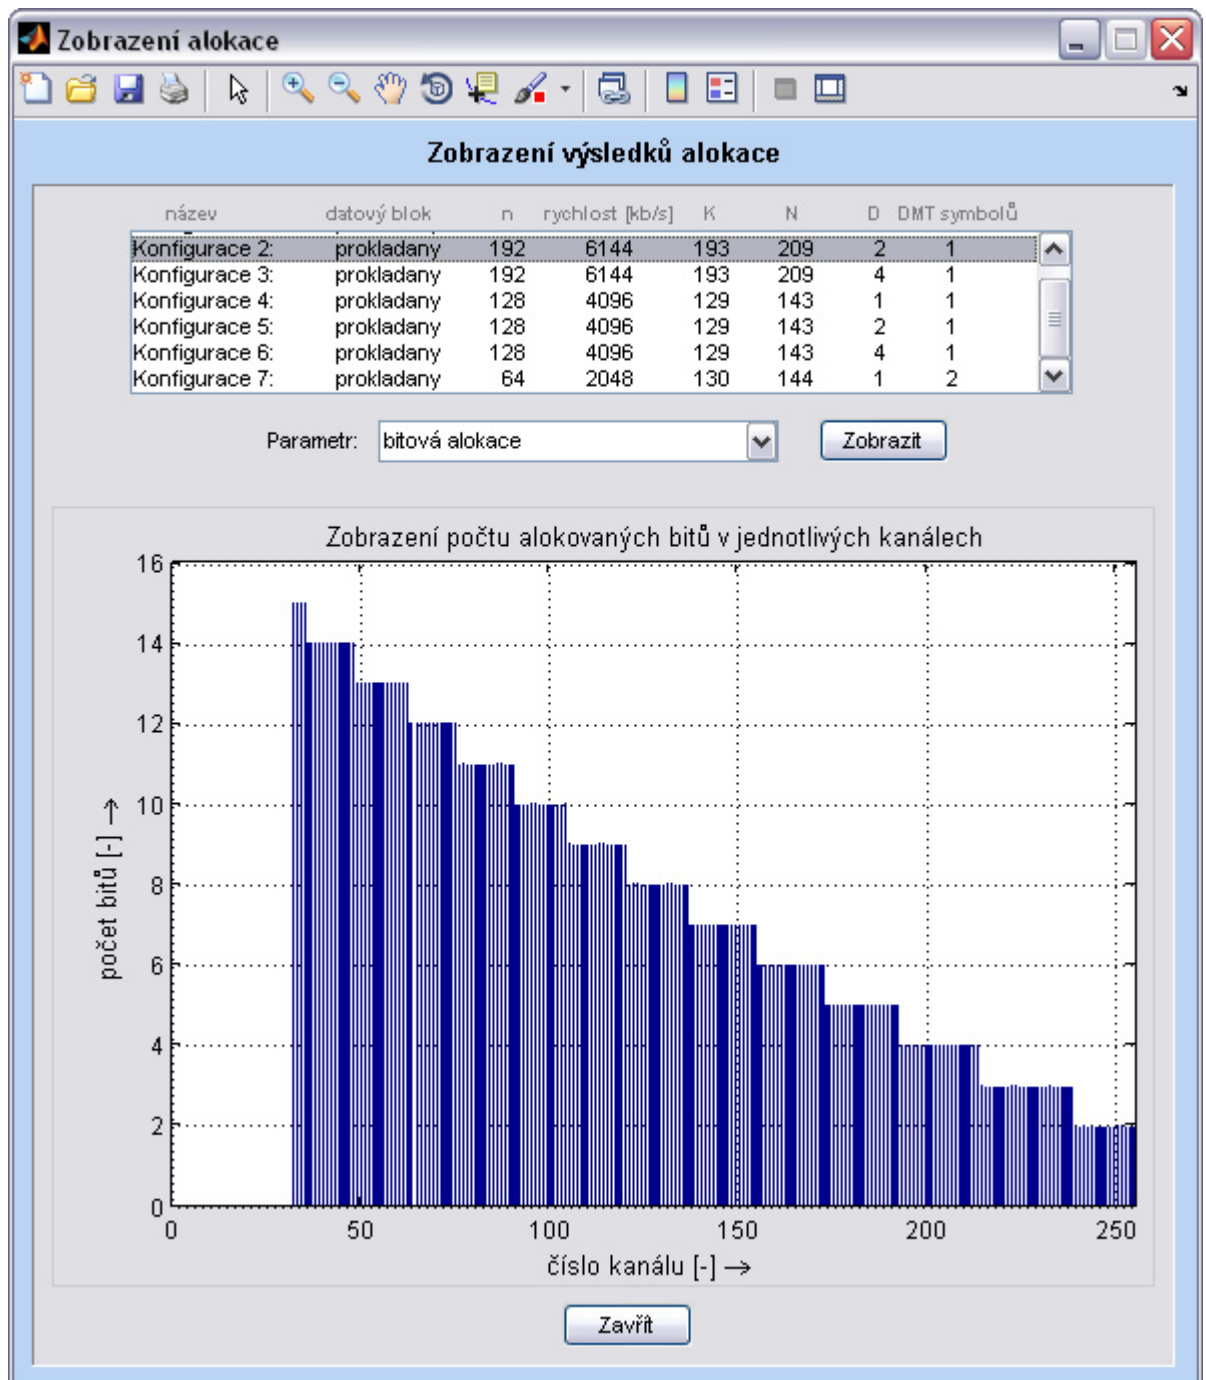 Zobrazení alokace
Zobrazení výsledků alokace
název datový blok n rychlost [kb/s] K N D DMT symbolů
Konfigurace 2: prokladany 192 6144 193 209 2 1
Konfigurace 3: prokladany 192 6144 193 209 4 1
Konfigurace 4: prokladany 128 4096 129 143 1 1
Konfigurace 5: prokladany 128 4096 129 143 2 1
Konfigurace 6: prokladany 128 4096 129 143 4 1
Konfigurace 7: prokladany 64 2048 130 144 1 2
Parametr: bitová alokace Zobrazit
Zobrazení počtu alokovaných bitů v jednotlivých kanálech
16
14
12
10
8
6
4
2
0
počet bitů [-] →
0 50 100 150 200 250
číslo kanálu [-] →
Zavřít